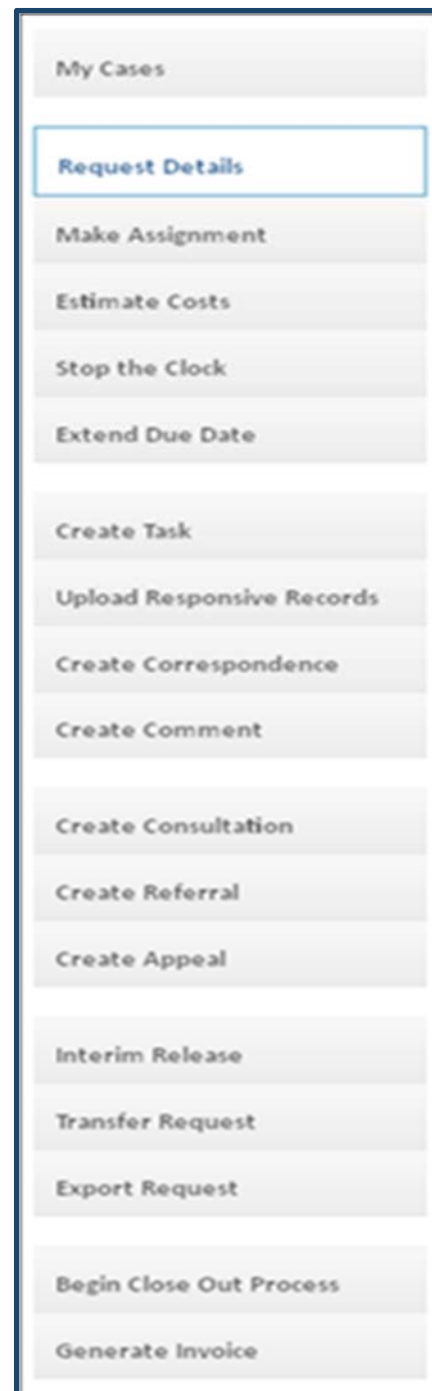 My Cases
Request Details
Make Assignment
Estimate Costs
Stop the Clock
Extend Due Date
Create Task
Upload Responsive Records
Create Correspondence
Create Comment
Create Consultation
Create Referral
Create Appeal
Interim Release
Transfer Request
Export Request
Begin Close Out Process
Generate Invoice